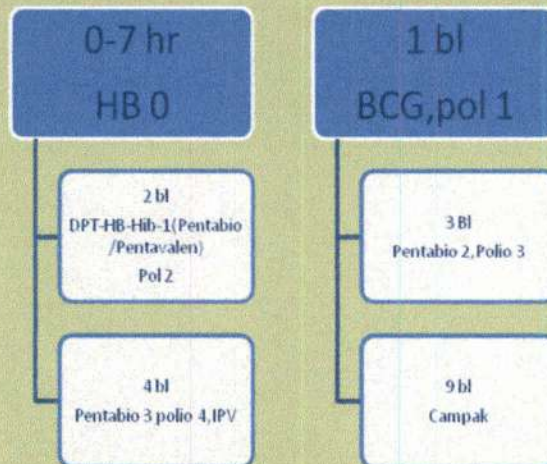 0-7 hr
HB 0
2 bl
DPT-HB-Hib-1(Pentabio
/Pentavalen)
Pol 2
4 bl
Pentabio 3 polio 4,IPV
1 bl
BCG,pol 1
3 Bl
Pentabio 2,Polio 3
9 bl
Campak